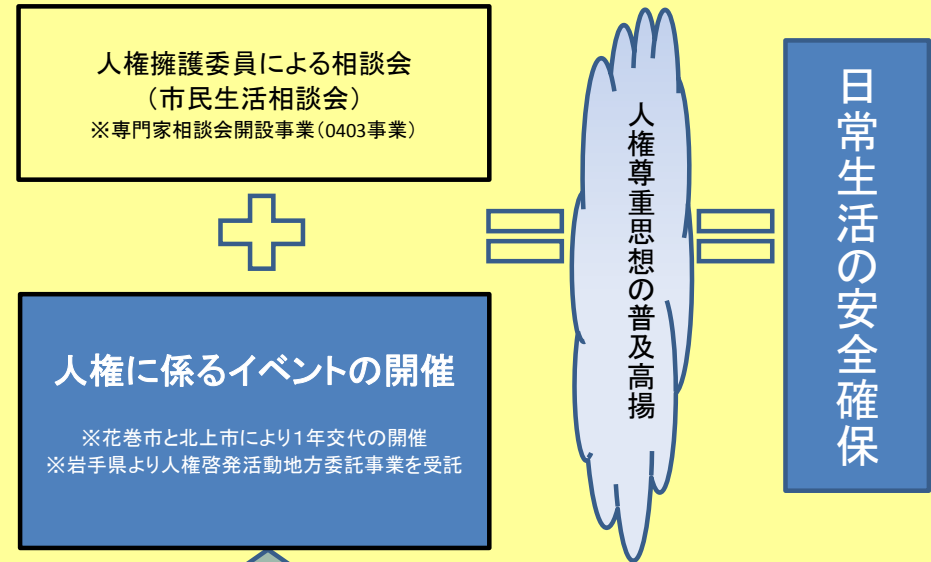 人権擁護委員による相談会
（市民生活相談会）
※専門家相談会開設事業（0403事業）
人権に係るイベントの開催
※花巻市と北上市により1年交代の開催
※岩手県より人権啓発活動地方委託事業を受託
人権尊重思想の普及高揚
日常生活の安全確保